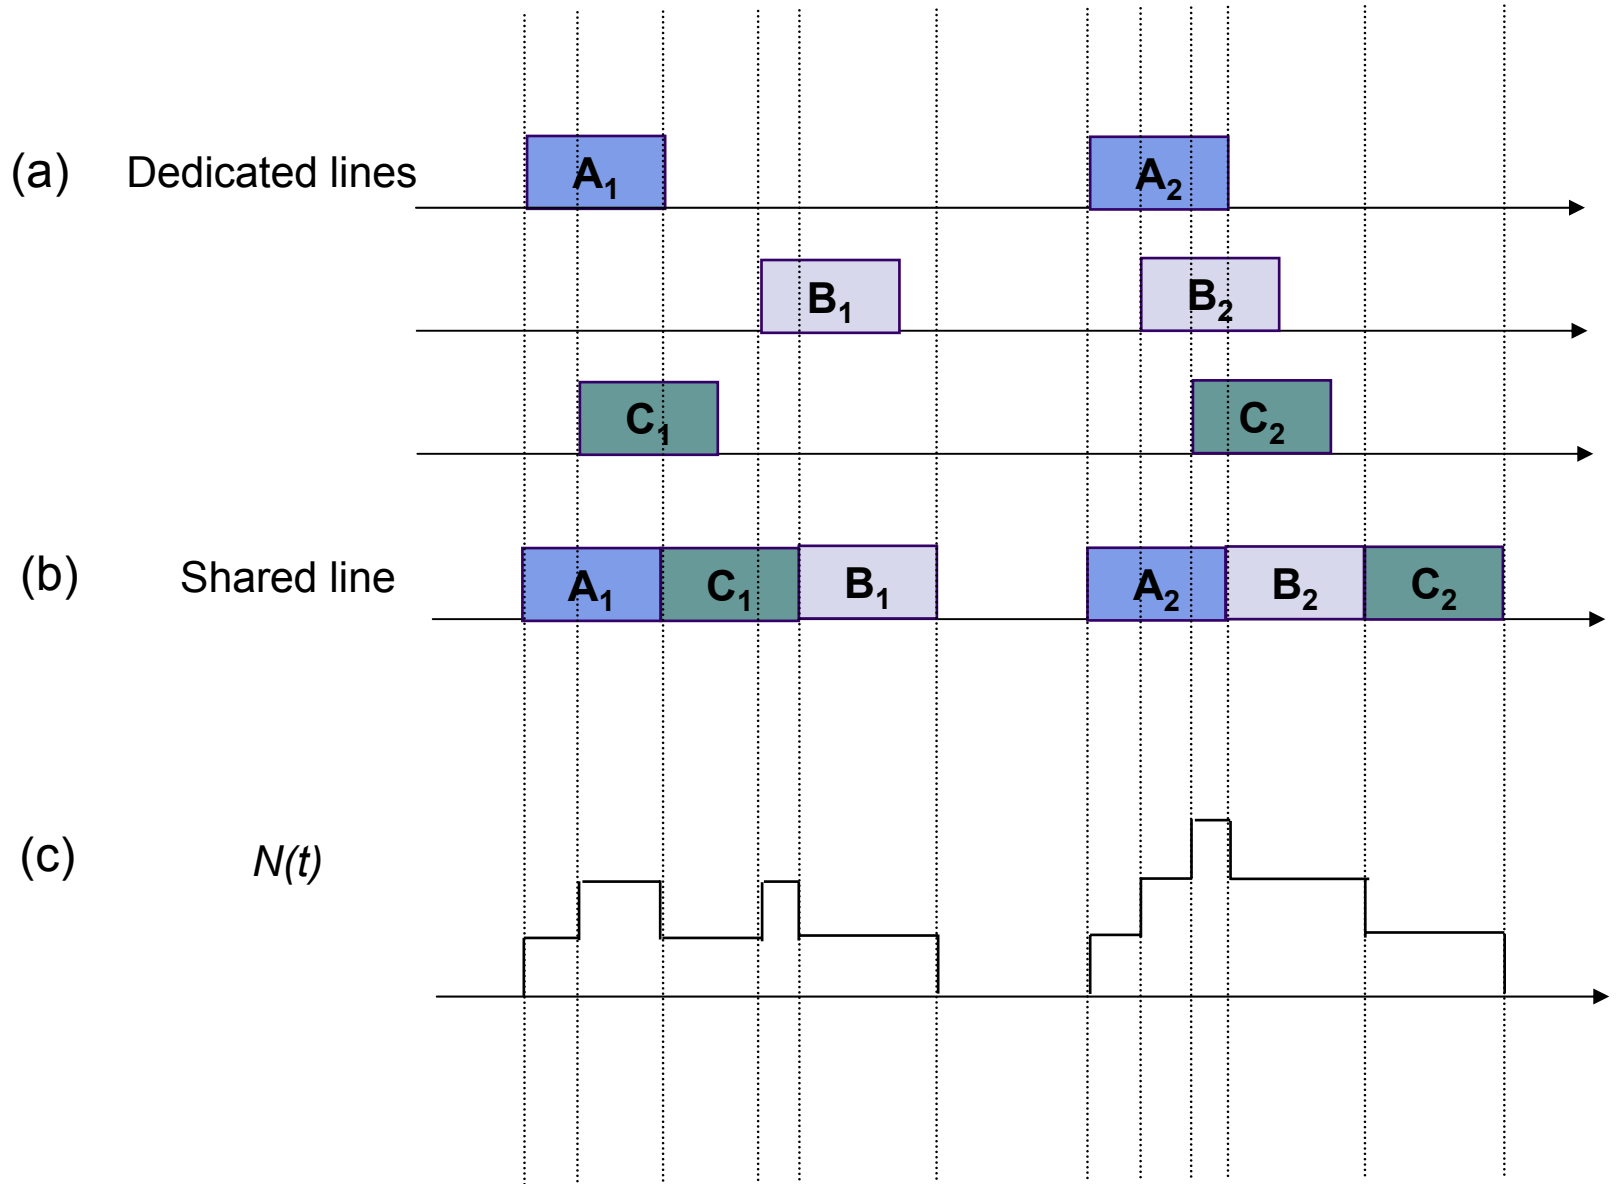 (a) Dedicated lines A₁ A₂
B₁ B₂
C₁ C₂
(b) Shared line A₁ C₁ B₁ A₂ B₂ C₂
(c) N(t)